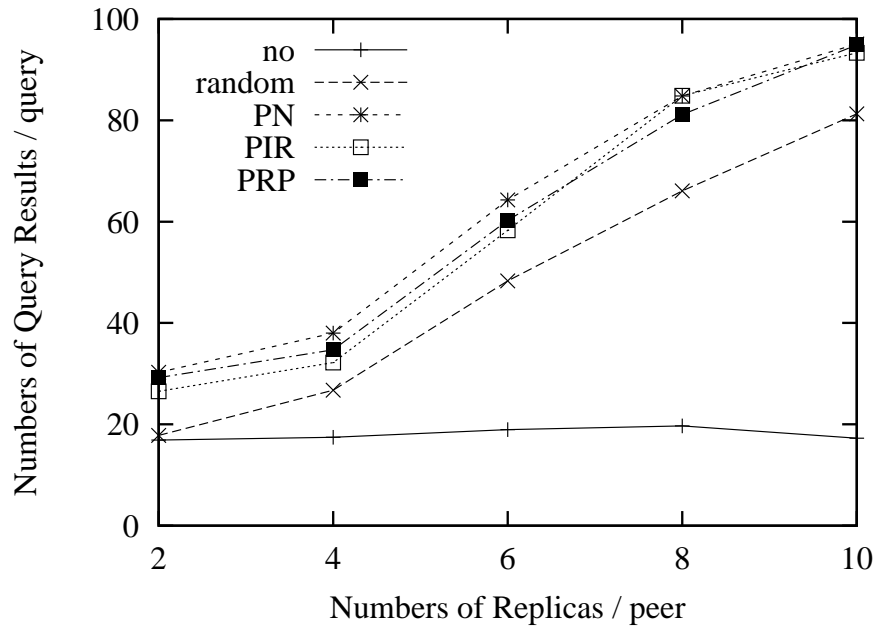 Numbers of Query Results / query
100
80
60
40
20
0
no
random
PN
PIR
PRP
2 4 6 8 10
Numbers of Replicas / peer